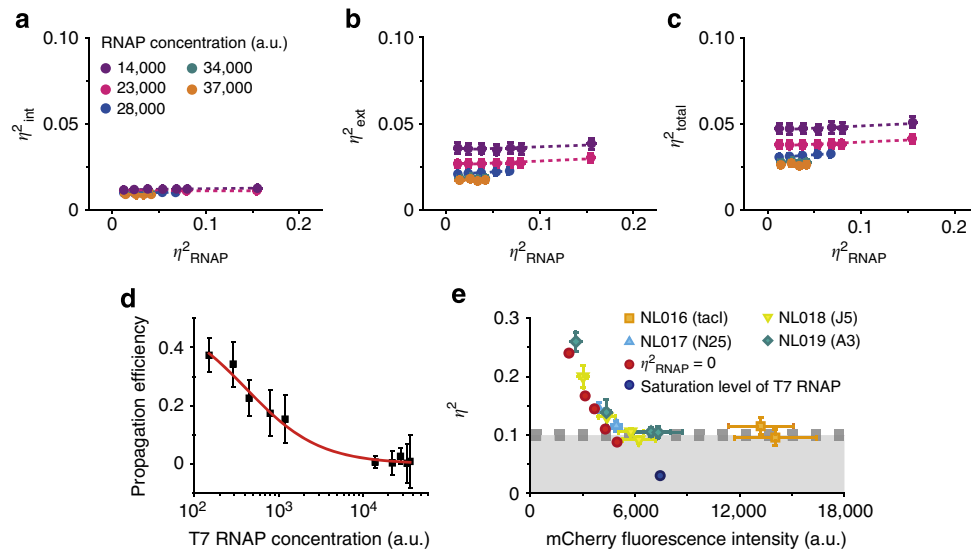 a
0.10
0.05
0
η²int
RNAP concentration (a.u.)
14,000
34,000
23,000
37,000
28,000
0
0.1
0.2
η²RNAP
b
0.10
0.05
0
η²ext
0
0.1
0.2
η²RNAP
c
0.10
0.05
0
η²total
0
0.1
0.2
η²RNAP
d
Propagation efficiency
0.4
0.2
0
10²
10³
10⁴
T7 RNAP concentration (a.u.)
e
η²
0.3
0.2
0.1
0
NL016 (tacI)
NL018 (J5)
NL017 (N25)
NL019 (A3)
η²RNAP = 0
Saturation level of T7 RNAP
0
6,000
12,000
18,000
mCherry fluorescence intensity (a.u.)